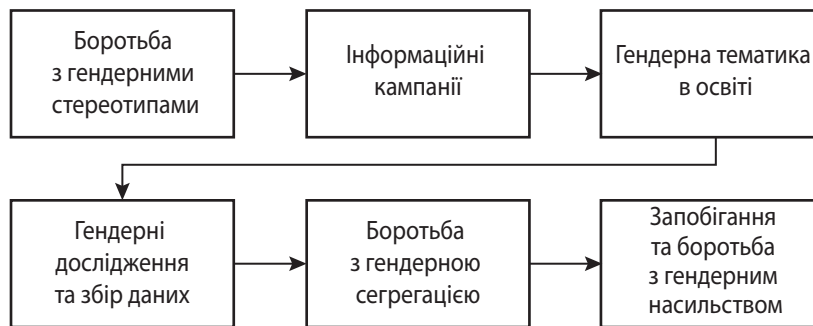 Боротьба
з гендерними
стереотипами
Інформаційні
кампанії
Гендерна тематика
в освіті
Гендерні
дослідження
та збір даних
Боротьба
з гендерною
сегрегацією
Запобігання
та боротьба
з гендерним
насильством